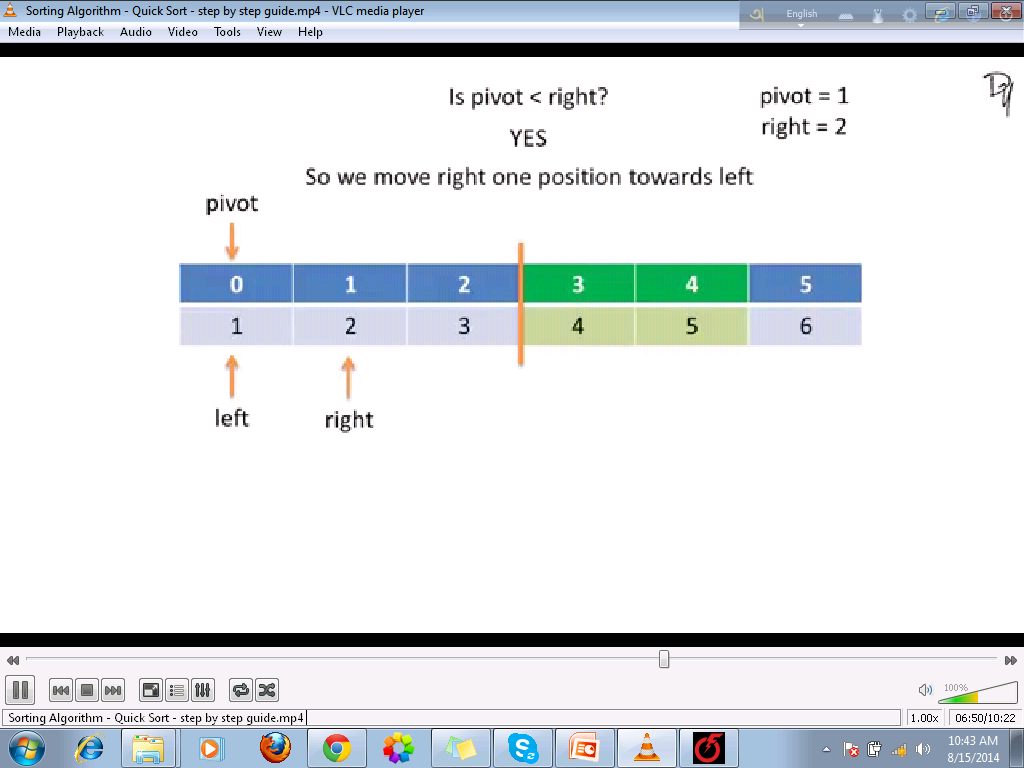 Sorting Algorithm - Quick Sort - step by step guide.mp4 - VLC media player
English
Media Playback Audio Video Tools View Help
Is pivot < right?
pivot = 1
YES
right = 2
So we move right one position towards left
pivot
0 1 2 3 4 5
1 2 3 4 5 6
left right
100%
Sorting Algorithm - Quick Sort - step by step guide.mp4
1.00x 06:50/10:22
10:43 AM
8/15/2014